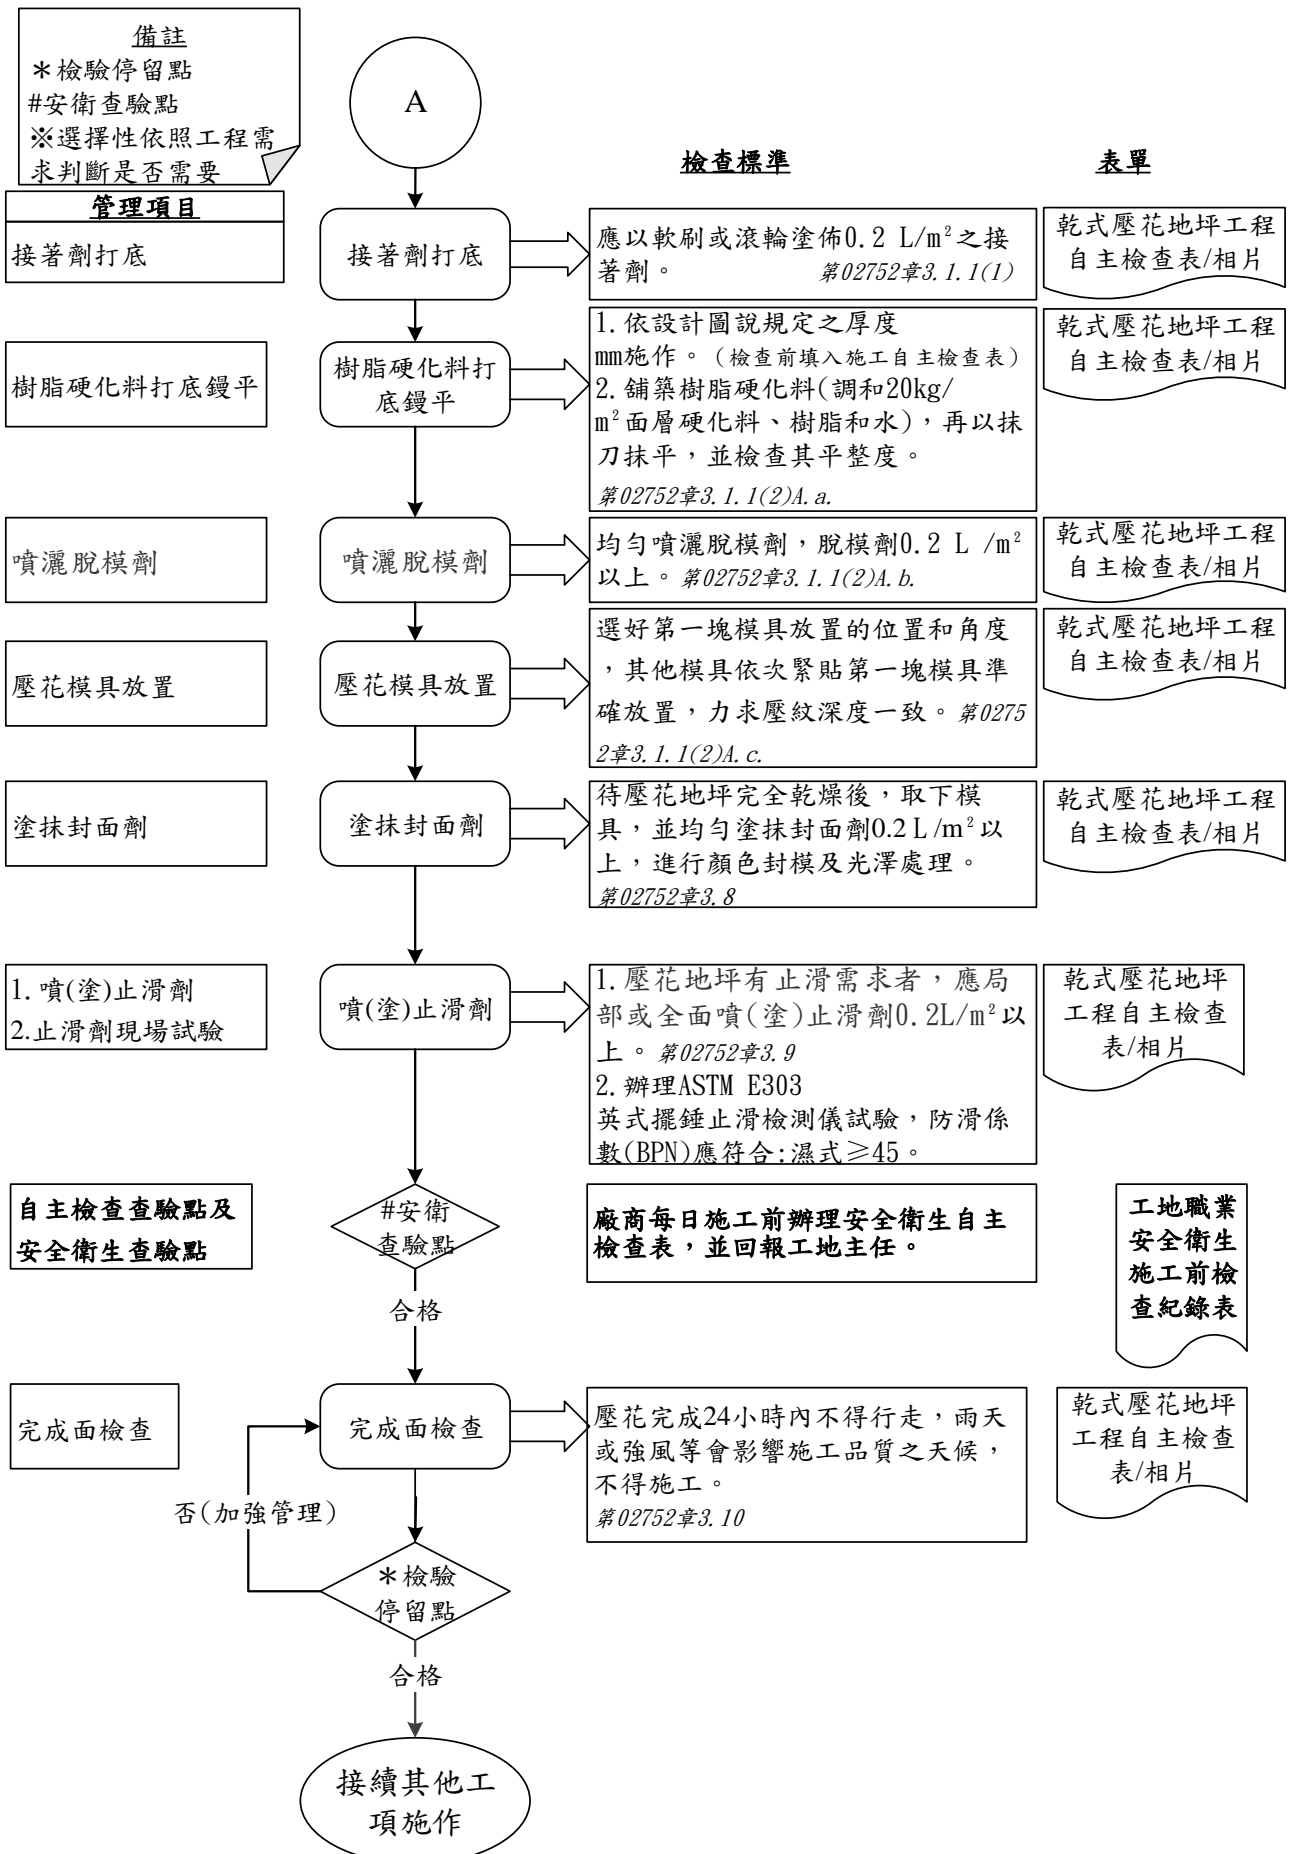 備註
＊檢驗停留點
#安衛查驗點
※選擇性依照工程需
求判斷是否需要
A
檢查標準
表單
管理項目
接著劑打底
接著劑打底
應以軟刷或滾輪塗佈0.2 L/m²之接
著劑。 第02752章3.1.1(1)
乾式壓花地坪工程
自主檢查表/相片
樹脂硬化料打底鏝平
樹脂硬化料打
底鏝平
1.依設計圖說規定之厚度
mm施作。（檢查前填入施工自主檢查表）
2.舖築樹脂硬化料(調和20kg/
m²面層硬化料、樹脂和水)，再以抹
刀抹平，並檢查其平整度。
第02752章3.1.1(2)A.a.
乾式壓花地坪工程
自主檢查表/相片
噴灑脫模劑
噴灑脫模劑
均勻噴灑脫模劑，脫模劑0.2 L /m²
以上。第02752章3.1.1(2)A.b.
乾式壓花地坪工程
自主檢查表/相片
壓花模具放置
壓花模具放置
選好第一塊模具放置的位置和角度
，其他模具依次緊貼第一塊模具準
確放置，力求壓紋深度一致。第0275
2章3.1.1(2)A.c.
乾式壓花地坪工程
自主檢查表/相片
塗抹封面劑
塗抹封面劑
待壓花地坪完全乾燥後，取下模
具，並均勻塗抹封面劑0.2 L /m²以
上，進行顏色封模及光澤處理。
第02752章3.8
乾式壓花地坪工程
自主檢查表/相片
1.噴(塗)止滑劑
2.止滑劑現場試驗
噴(塗)止滑劑
1.壓花地坪有止滑需求者，應局
部或全面噴(塗)止滑劑0.2L/m²以
上。 第02752章3.9
2.辦理ASTM E303
英式擺錘止滑檢測儀試驗，防滑係
數(BPN)應符合:濕式≥45。
乾式壓花地坪
工程自主檢查
表/相片
自主檢查查驗點及
安全衛生查驗點
#安衛
查驗點
廠商每日施工前辦理安全衛生自主
檢查表，並回報工地主任。
工地職業
安全衛生
施工前檢
查紀錄表
合格
完成面檢查
完成面檢查
壓花完成24小時內不得行走，雨天
或強風等會影響施工品質之天候，
不得施工。
第02752章3.10
乾式壓花地坪
工程自主檢查
表/相片
否(加強管理)
＊檢驗
停留點
合格
接續其他工
項施作